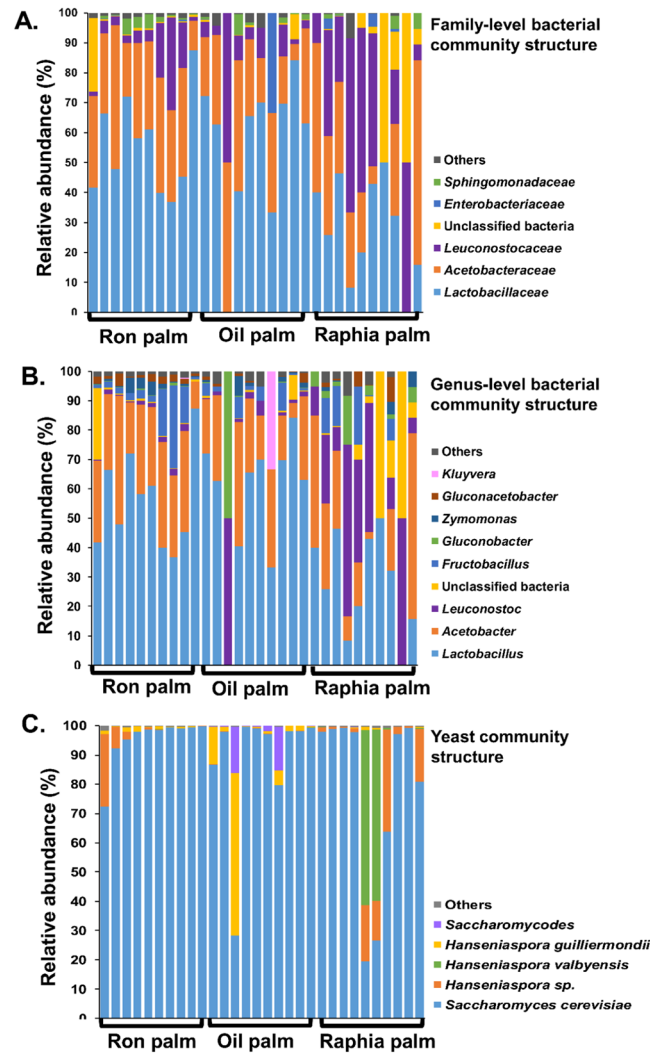 A.
Family-level bacterial
community structure
Relative abundance (%)
100
90
80
70
60
50
40
30
20
10
0
Others
Sphingomonadaceae
Enterobacteriaceae
Unclassified bacteria
Leuconostocaceae
Acetobacteraceae
Lactobacillaceae
Ron palm Oil palm Raphia palm
B.
Genus-level bacterial
community structure
Relative abundance (%)
100
90
80
70
60
50
40
30
20
10
0
Others
Kluyvera
Gluconacetobacter
Zymomonas
Gluconobacter
Fructobacillus
Unclassified bacteria
Leuconostoc
Acetobacter
Lactobacillus
Ron palm Oil palm Raphia palm
C.
Yeast community
structure
Relative abundance (%)
100
90
80
70
60
50
40
30
20
10
0
Others
Saccharomycodes
Hanseniaspora guilliermondii
Hanseniaspora valbyensis
Hanseniaspora sp.
Saccharomyces cerevisiae
Ron palm Oil palm Raphia palm